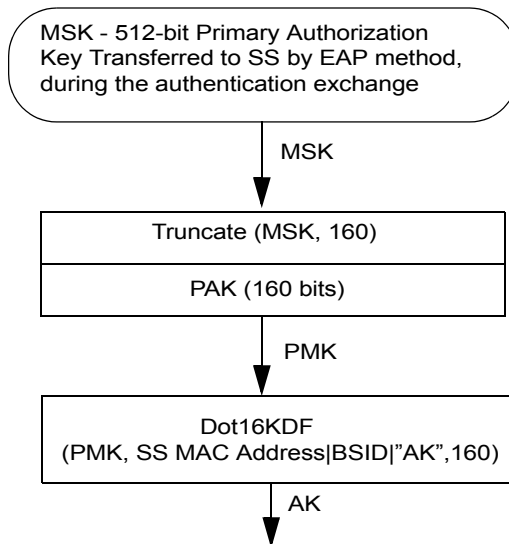 MSK - 512-bit Primary Authorization
Key Transferred to SS by EAP method,
during the authentication exchange
MSK
Truncate (MSK, 160)
PAK (160 bits)
PMK
Dot16KDF
(PMK, SS MAC Address|BSID|”AK”,160)
AK